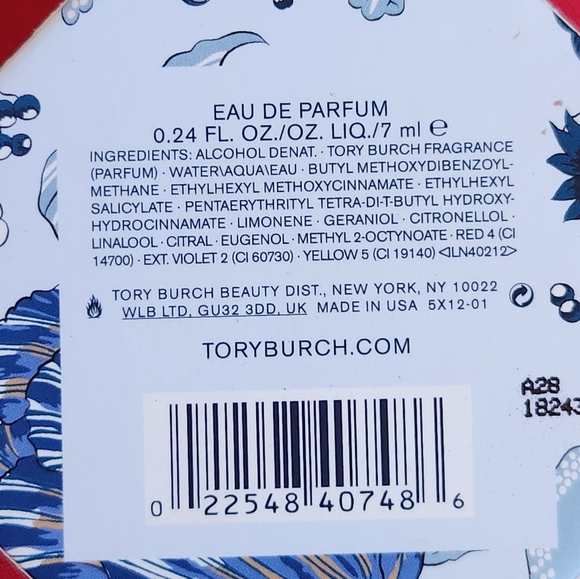 EAU DE PARFUM
0.24 FL. OZ./OZ. LIQ./7 ml ℮
INGREDIENTS: ALCOHOL DENAT. · TORY BURCH FRAGRANCE
(PARFUM) · WATER\AQUA\EAU · BUTYL METHOXYDIBENZOYL-
METHANE · ETHYLHEXYL METHOXYCINNAMATE · ETHYLHEXYL
SALICYLATE · PENTAERYTHRITYL TETRA-DI-T-BUTYL HYDROXY-
HYDROCINNAMATE · LIMONENE · GERANIOL · CITRONELLOL ·
LINALOOL · CITRAL · EUGENOL · METHYL 2-OCTYNOATE · RED 4 (CI
14700) · EXT. VIOLET 2 (CI 60730) · YELLOW 5 (CI 19140) <ILN40212>
TORY BURCH BEAUTY DIST., NEW YORK, NY 10022
WLB LTD, GU32 3DD, UK MADE IN USA 5X12-01
TORYBURCH.COM
A28
18243
0 22548 40748 6